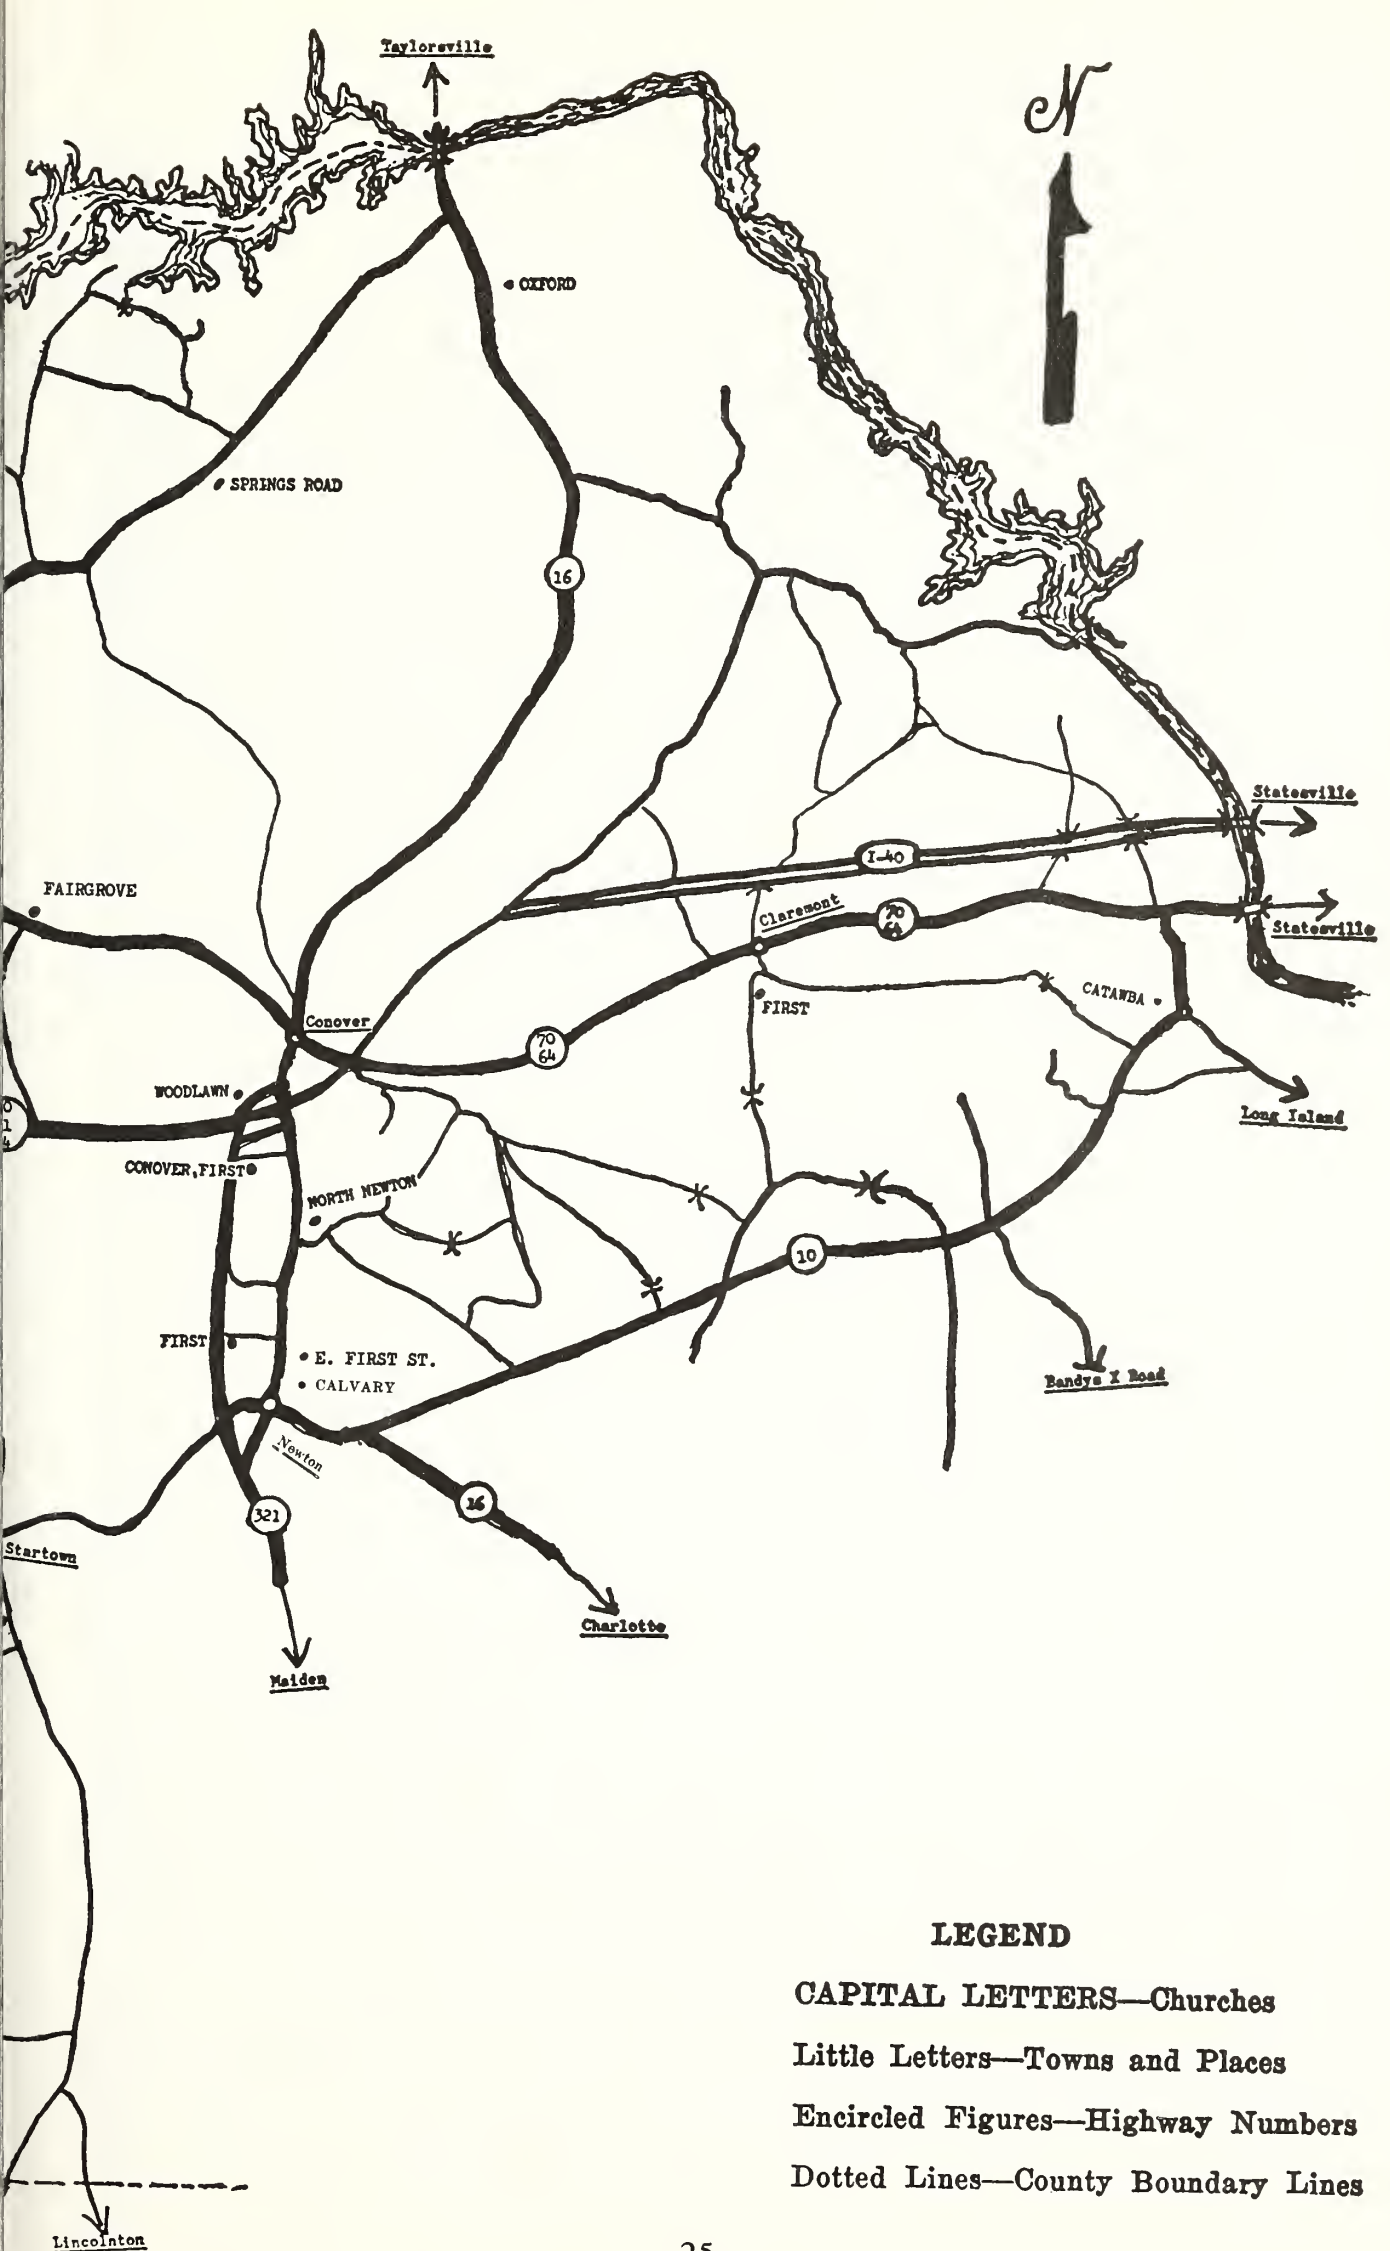 Taylorsville
N
OXFORD
SPRINGS ROAD
16
Statesville
I-40
FAIRGROVE
Claremont
70
64
Statesville
CATAWBA
FIRST
Conover
70
64
WOODLAWN
Long Island
CONOVER, FIRST
NORTH NEWTON
10
FIRST
E. FIRST ST.
CALVARY
Bandys X Road
Newton
16
321
Startown
Charlotte
Maiden
LEGEND
CAPITAL LETTERS—Churches
Little Letters—Towns and Places
Encircled Figures—Highway Numbers
Dotted Lines—County Boundary Lines
Lincolnton